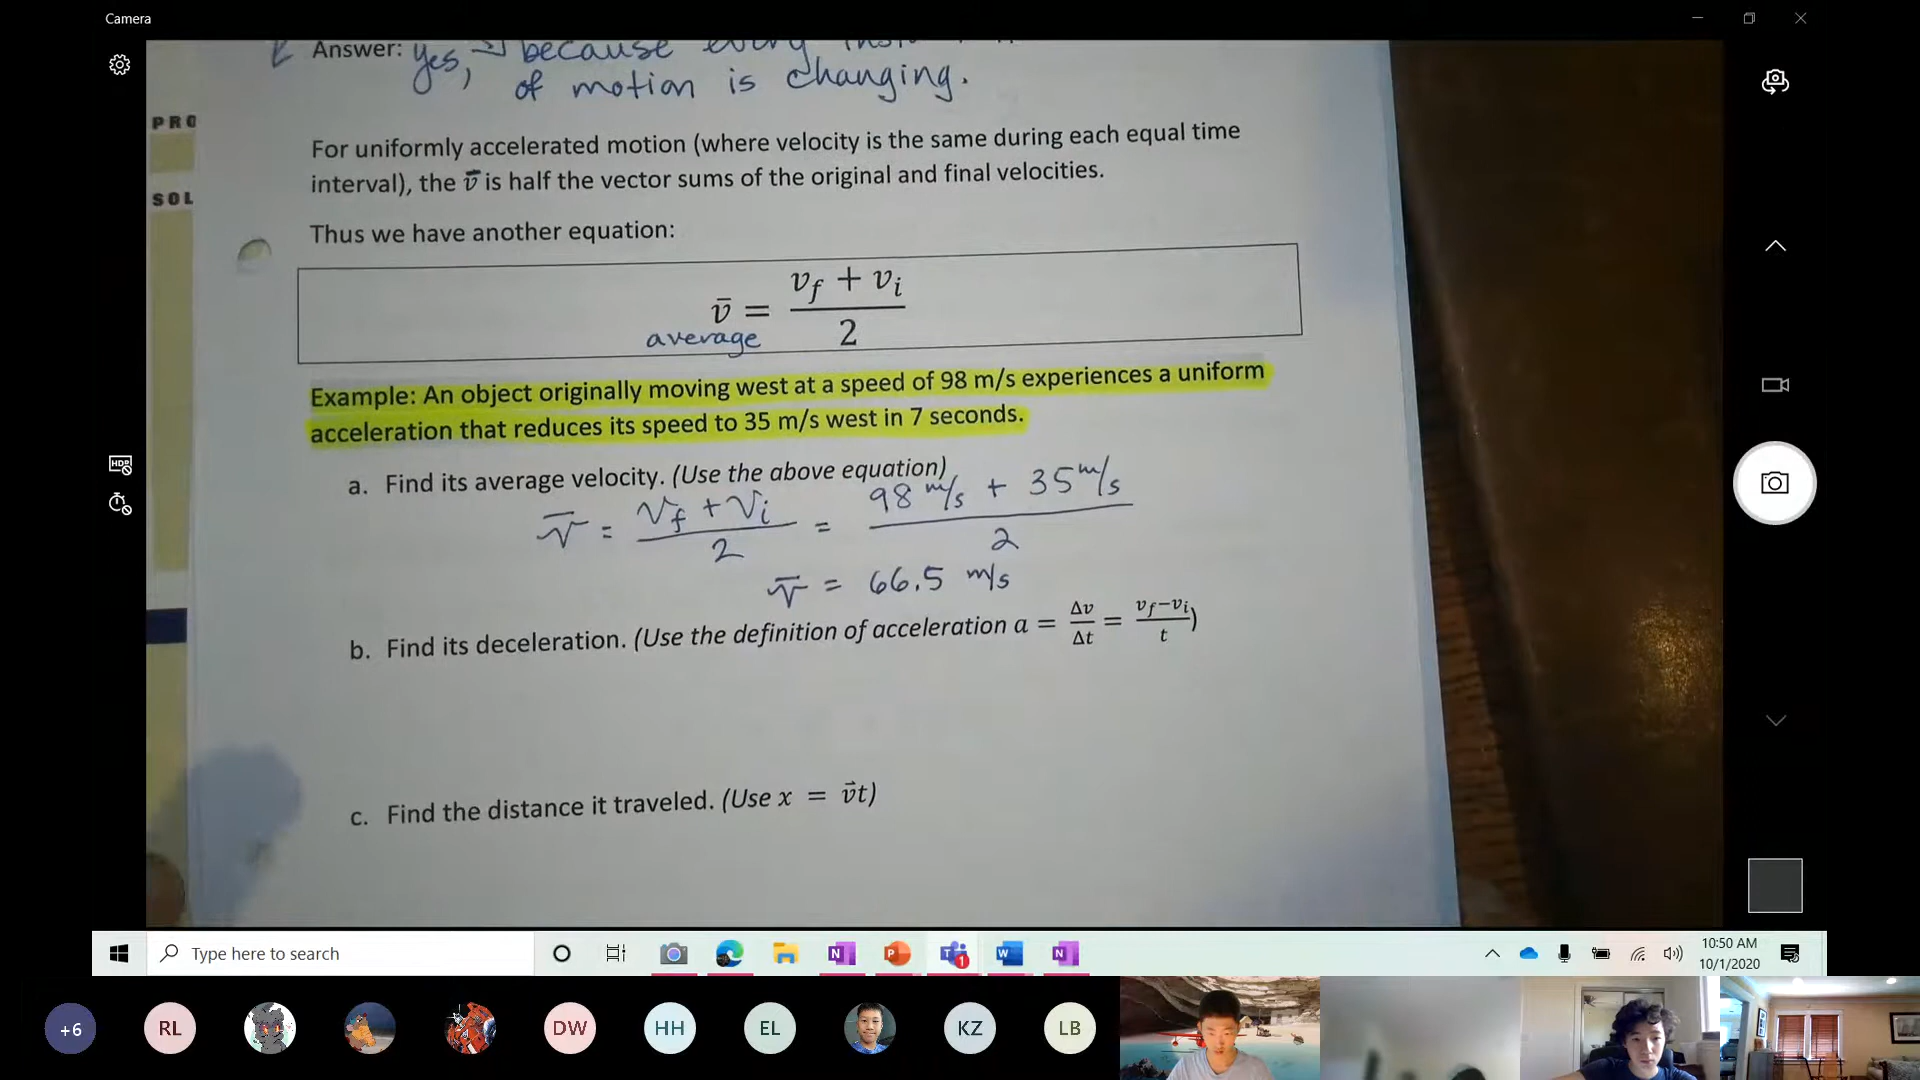 Camera
Answer: yes, → because every
of motion is changing.
PRO
For uniformly accelerated motion (where velocity is the same during each equal time
SOL
interval), the v⃗ is half the vector sums of the original and final velocities.
Thus we have another equation:
v̄ = (v_f + v_i) / 2
average
Example: An object originally moving west at a speed of 98 m/s experiences a uniform
acceleration that reduces its speed to 35 m/s west in 7 seconds.
a. Find its average velocity. (Use the above equation)
v̄ = (V_f + V_i) / 2 = (98 m/s + 35 m/s) / 2
v̄ = 66.5 m/s
b. Find its deceleration. (Use the definition of acceleration a = Δv/Δt = (v_f−v_i)/t)
c. Find the distance it traveled. (Use x = v⃗t)
HDR
Type here to search
N
P
1
W
N
10:50 AM
10/1/2020
+6
RL
DW
HH
EL
KZ
LB